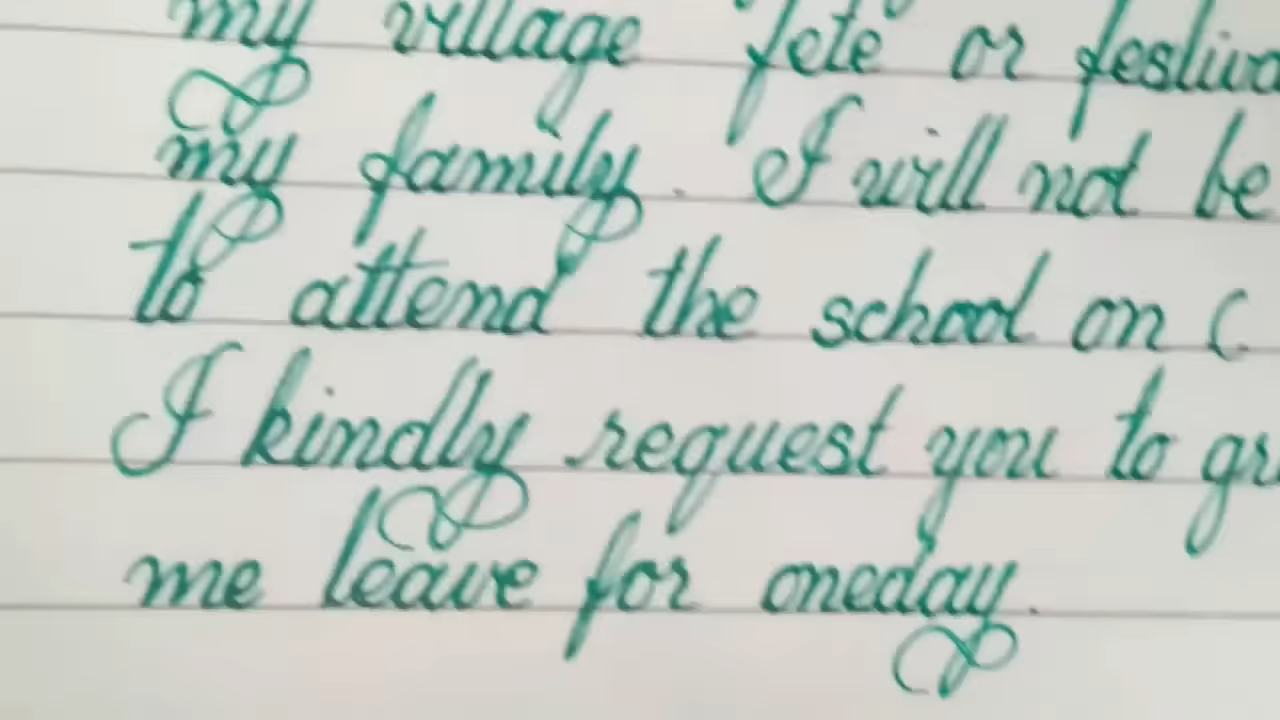 my village "fete" or festiva
my family. I will not be
to attend the school on
I kindly request you to gr
me leave for oneday.